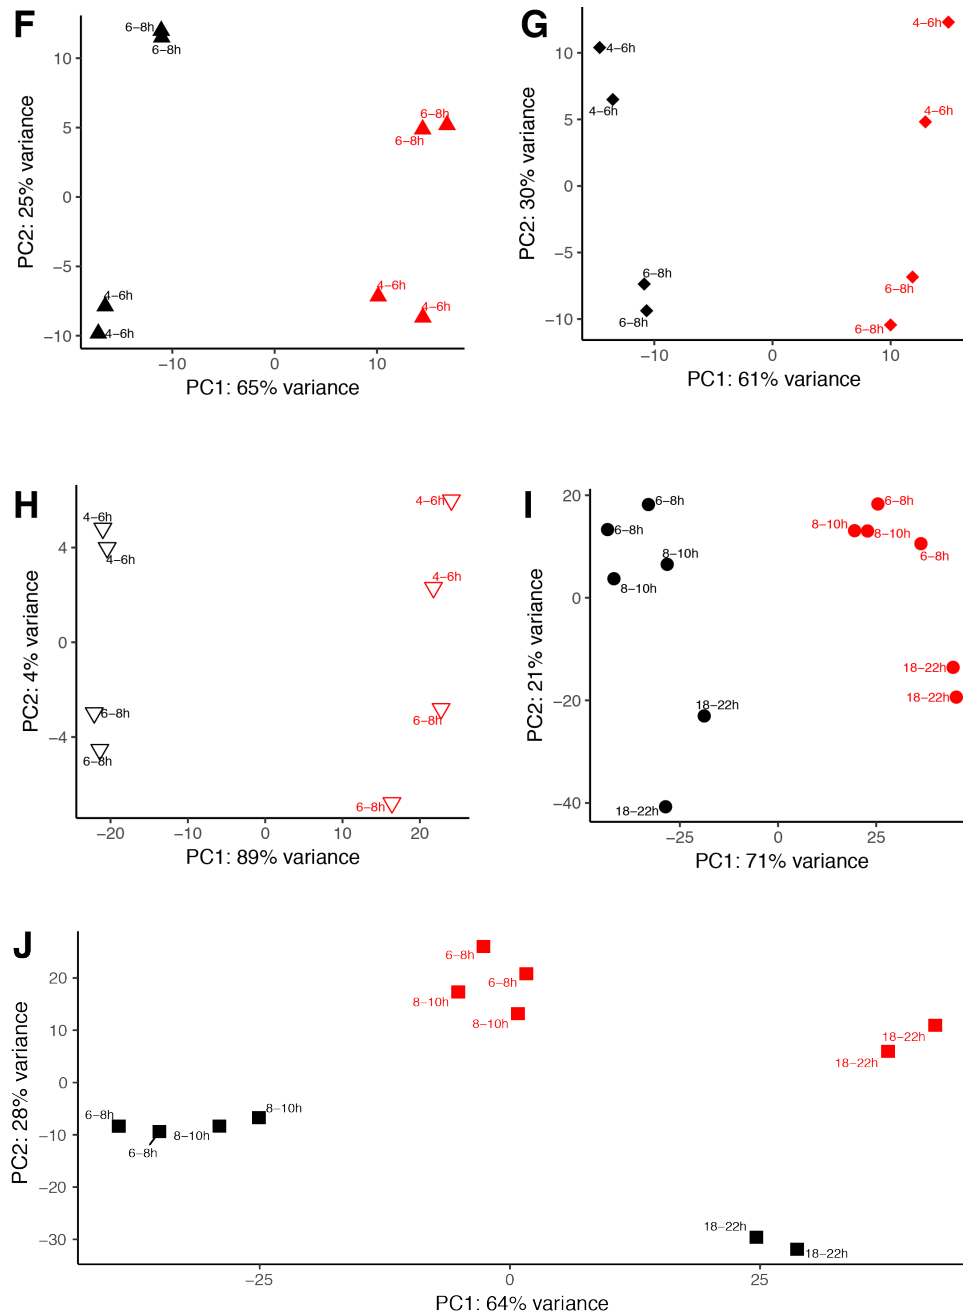 F
6−8h
6−8h
10
6−8h
5
6−8h
0
−5
4−6h
4−6h
4−6h
−10
4−6h
−10
0
10
PC1: 65% variance
PC2: 25% variance
G
4−6h
10
4−6h
4−6h
4−6h
5
0
−5
6−8h
6−8h
−10
6−8h
6−8h
−10
0
10
PC1: 61% variance
PC2: 30% variance
H
4−6h
4−6h
4
4−6h
4−6h
0
6−8h
6−8h
−4
6−8h
6−8h
−20
−10
0
10
20
PC1: 89% variance
PC2: 4% variance
I
20
6−8h
6−8h
6−8h
8−10h
8−10h
8−10h
6−8h
8−10h
0
18−22h
18−22h
−20
18−22h
−40
18−22h
−25
0
25
PC1: 71% variance
PC2: 21% variance
J
6−8h
20
6−8h
8−10h
8−10h
10
18−22h
18−22h
0
8−10h
6−8h
8−10h
−10
6−8h
−20
18−22h
−30
18−22h
−25
0
25
PC1: 64% variance
PC2: 28% variance